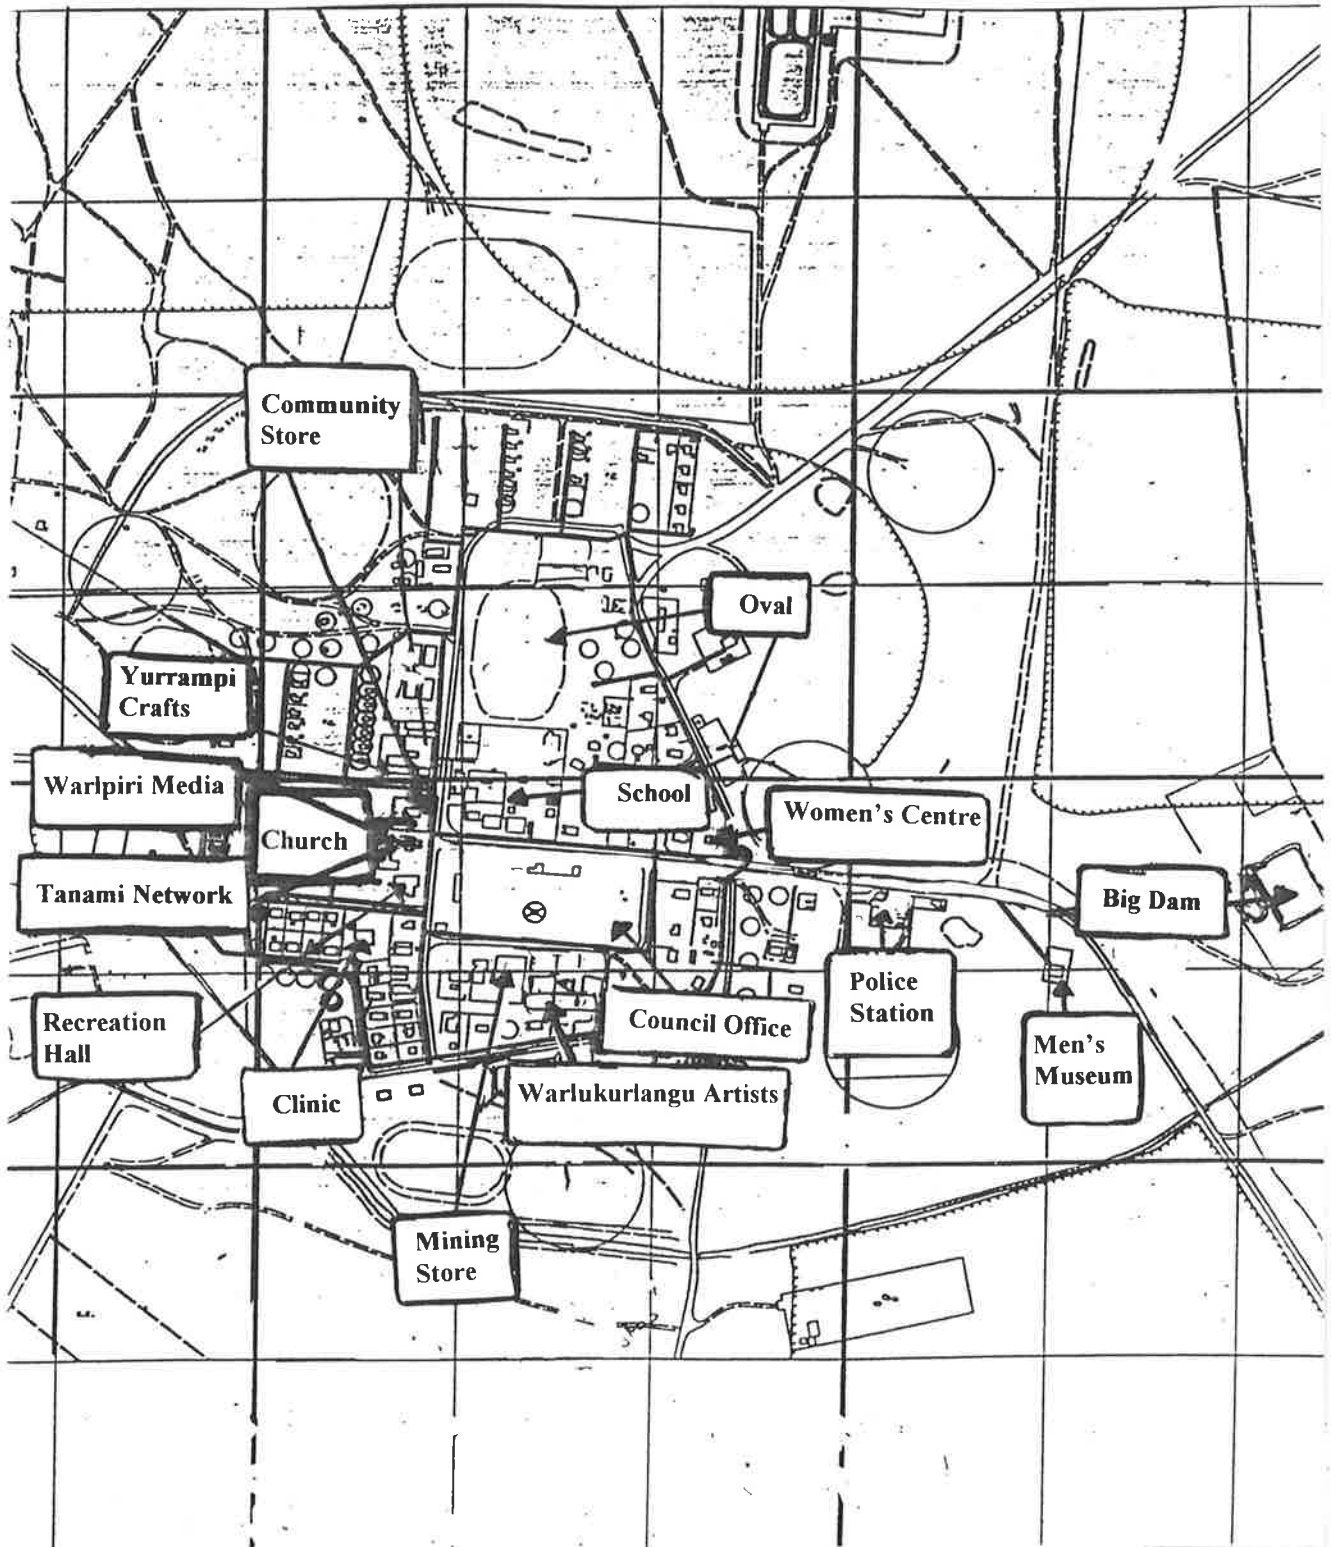 Community
Store
Oval
Yurrampi
Crafts
Warlpiri Media
School
Women's Centre
Church
Tanami Network
Big Dam
Police
Station
Recreation
Hall
Council Office
Men's
Museum
Clinic
Warlukurlangu Artists
Mining
Store